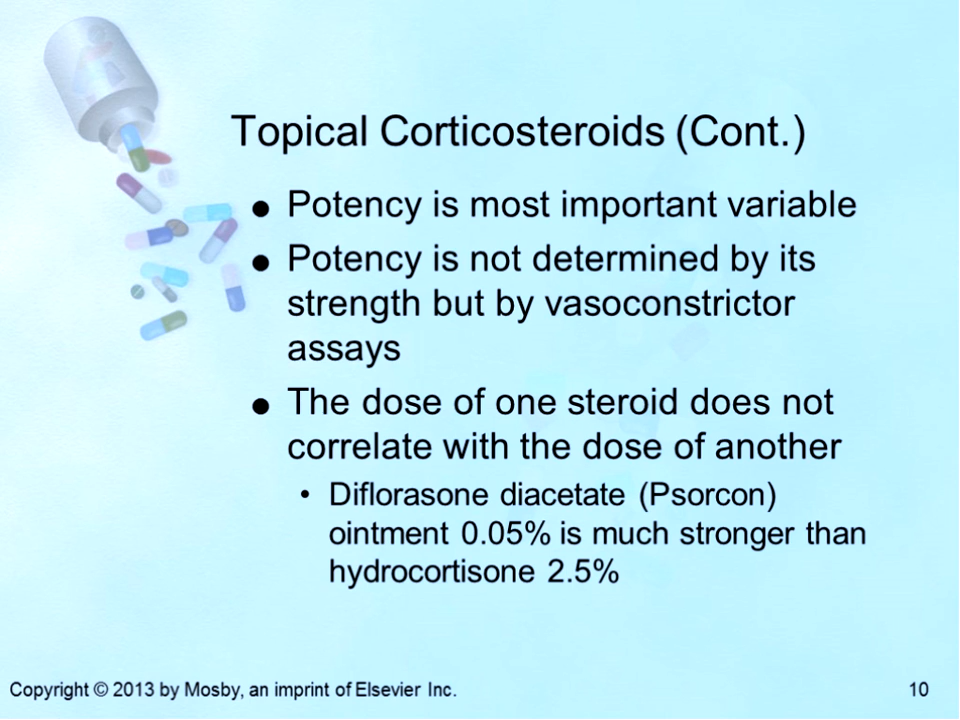 Topical Corticosteroids (Cont.)
● Potency is most important variable
● Potency is not determined by its
strength but by vasoconstrictor
assays
● The dose of one steroid does not
correlate with the dose of another
• Diflorasone diacetate (Psorcon)
ointment 0.05% is much stronger than
hydrocortisone 2.5%
Copyright © 2013 by Mosby, an imprint of Elsevier Inc.
10